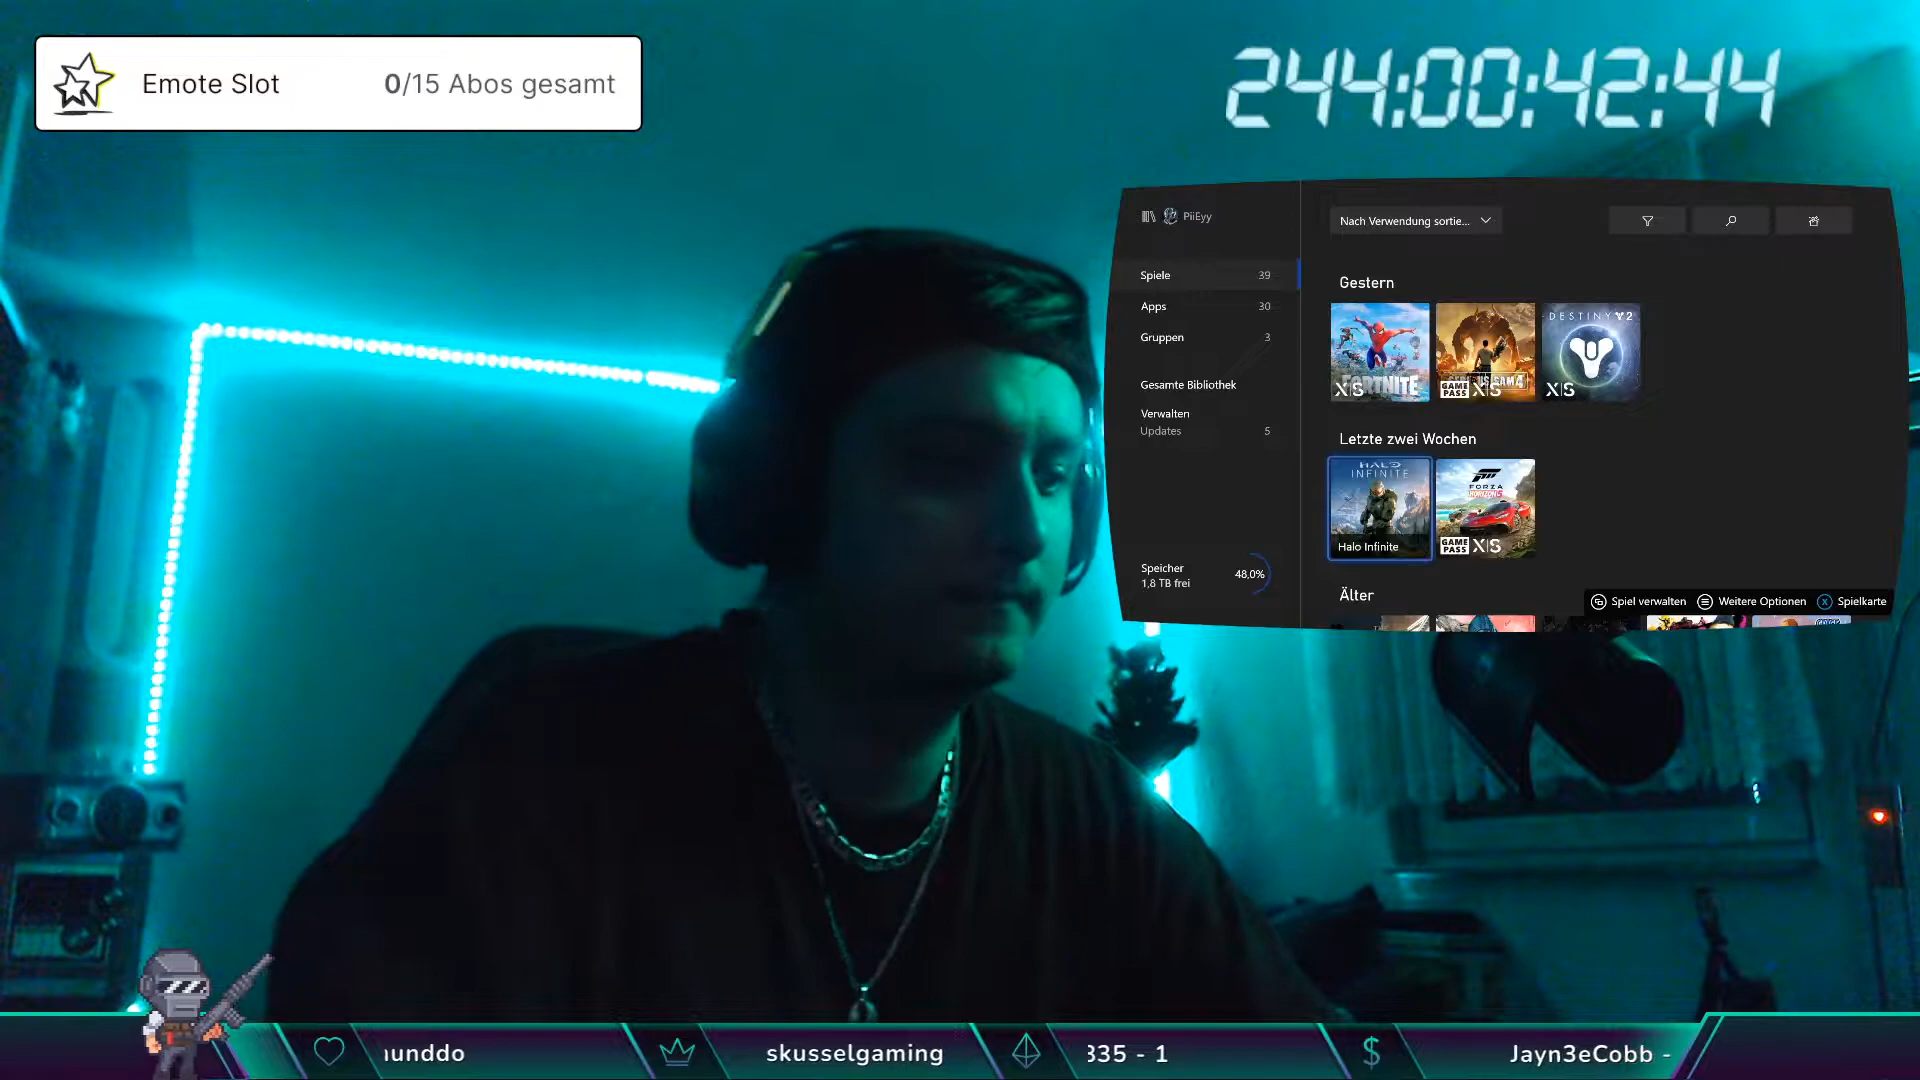 Emote Slot
0/15 Abos gesamt
244:00:42:44
PiiEyy
Nach Verwendung sortie...
Spiele 39
Apps 30
Gruppen 3
Gesamte Bibliothek
Verwalten
Updates 5
Speicher
1,8 TB frei
48,0%
Gestern
FORTNITE
X|S
GAME PASS X|S
DESTINY 2
X|S
Letzte zwei Wochen
HALO INFINITE
Halo Infinite
FORZA HORIZON 5
GAME PASS X|S
Älter
Spiel verwalten
Weitere Optionen
X Spielkarte
unddo
skusselgaming
335 - 1
$
Jayn3eCobb -